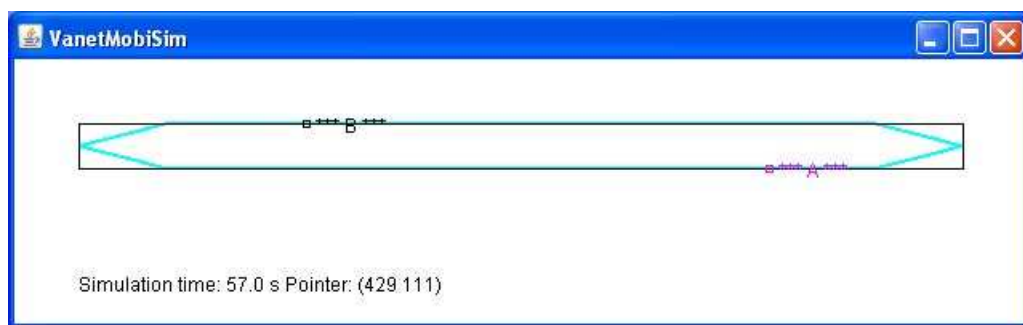 VanetMobiSim
*** B ***
*** A ***
Simulation time: 57.0 s Pointer: (429 111)